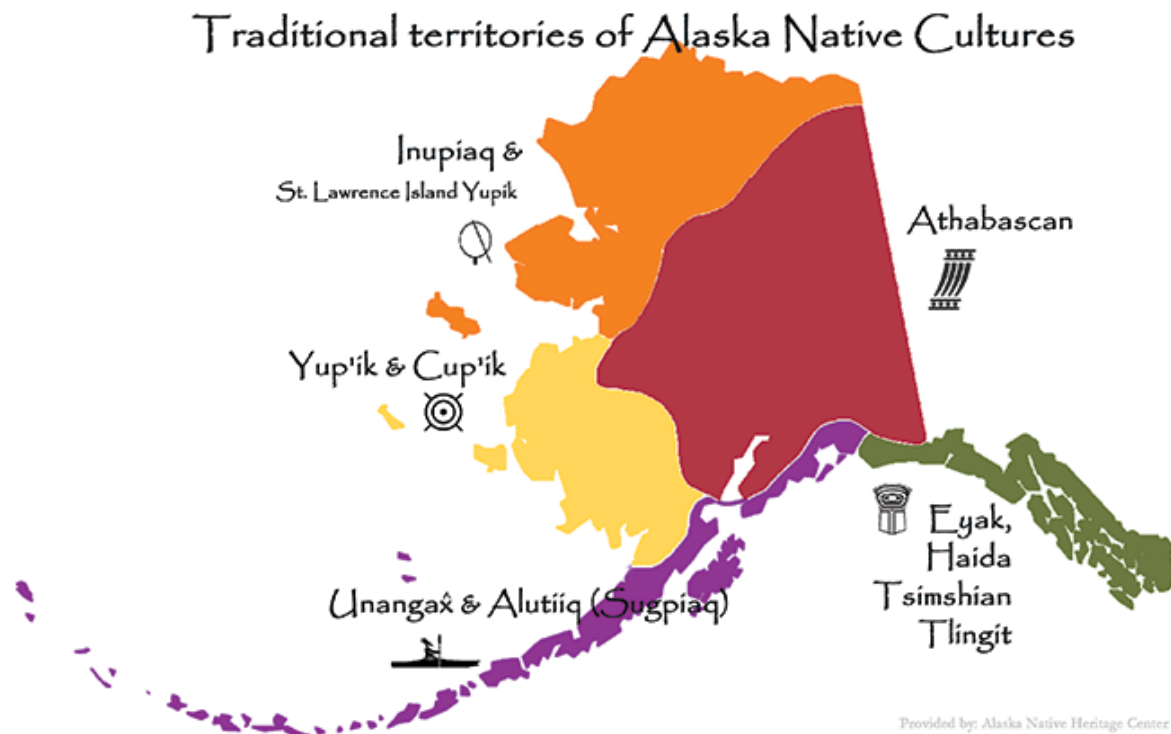 Traditional territories of Alaska Native Cultures
Inupiaq &
St. Lawrence Island Yupik
Athabascan
Yup'ik & Cup'ik
Unangax̂ & Alutiiq (Sugpiaq)
Eyak,
Haida
Tsimshian
Tlingit
Provided by: Alaska Native Heritage Center